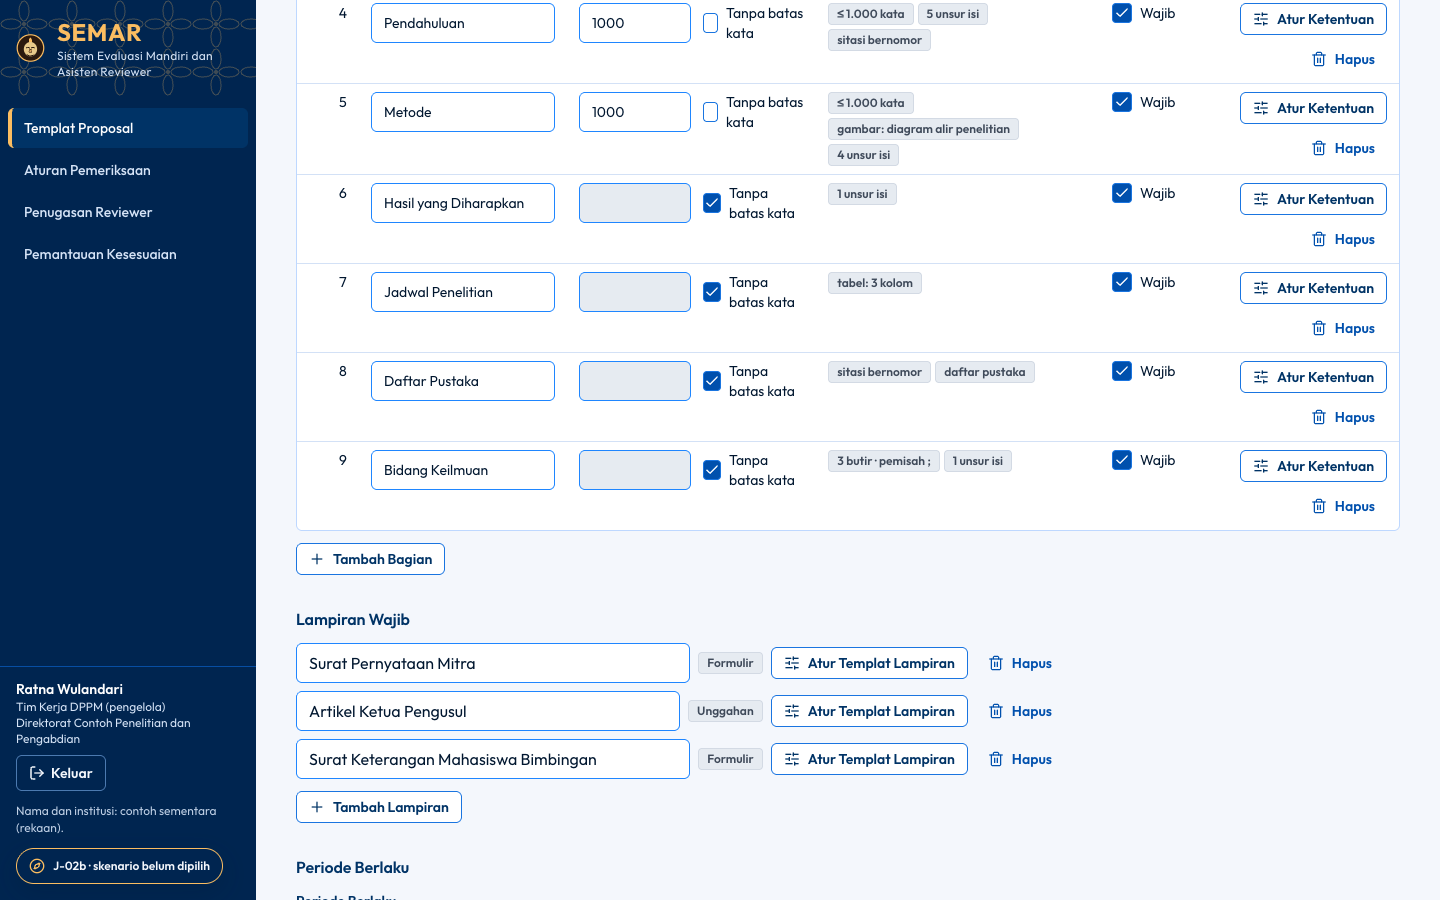 SEMAR
Sistem Evaluasi Mandiri dan
Asisten Reviewer
Templat Proposal
Aturan Pemeriksaan
Penugasan Reviewer
Pemantauan Kesesuaian
Ratna Wulandari
Tim Kerja DPPM (pengelola)
Direktorat Contoh Penelitian dan
Pengabdian
Keluar
Nama dan institusi: contoh sementara
(rekaan).
J-02b · skenario belum dipilih
4 Pendahuluan 1000 Tanpa batas kata ≤ 1.000 kata 5 unsur isi Wajib Atur Ketentuan
sitasi bernomor
Hapus
5 Metode 1000 Tanpa batas kata ≤ 1.000 kata Wajib Atur Ketentuan
gambar: diagram alir penelitian
4 unsur isi
Hapus
6 Hasil yang Diharapkan Tanpa batas kata 1 unsur isi Wajib Atur Ketentuan
Hapus
7 Jadwal Penelitian Tanpa batas kata tabel: 3 kolom Wajib Atur Ketentuan
Hapus
8 Daftar Pustaka Tanpa batas kata sitasi bernomor daftar pustaka Wajib Atur Ketentuan
Hapus
9 Bidang Keilmuan Tanpa batas kata 3 butir · pemisah ; 1 unsur isi Wajib Atur Ketentuan
Hapus
Tambah Bagian
Lampiran Wajib
Surat Pernyataan Mitra Formulir Atur Templat Lampiran Hapus
Artikel Ketua Pengusul Unggahan Atur Templat Lampiran Hapus
Surat Keterangan Mahasiswa Bimbingan Formulir Atur Templat Lampiran Hapus
Tambah Lampiran
Periode Berlaku
Periode Berlaku